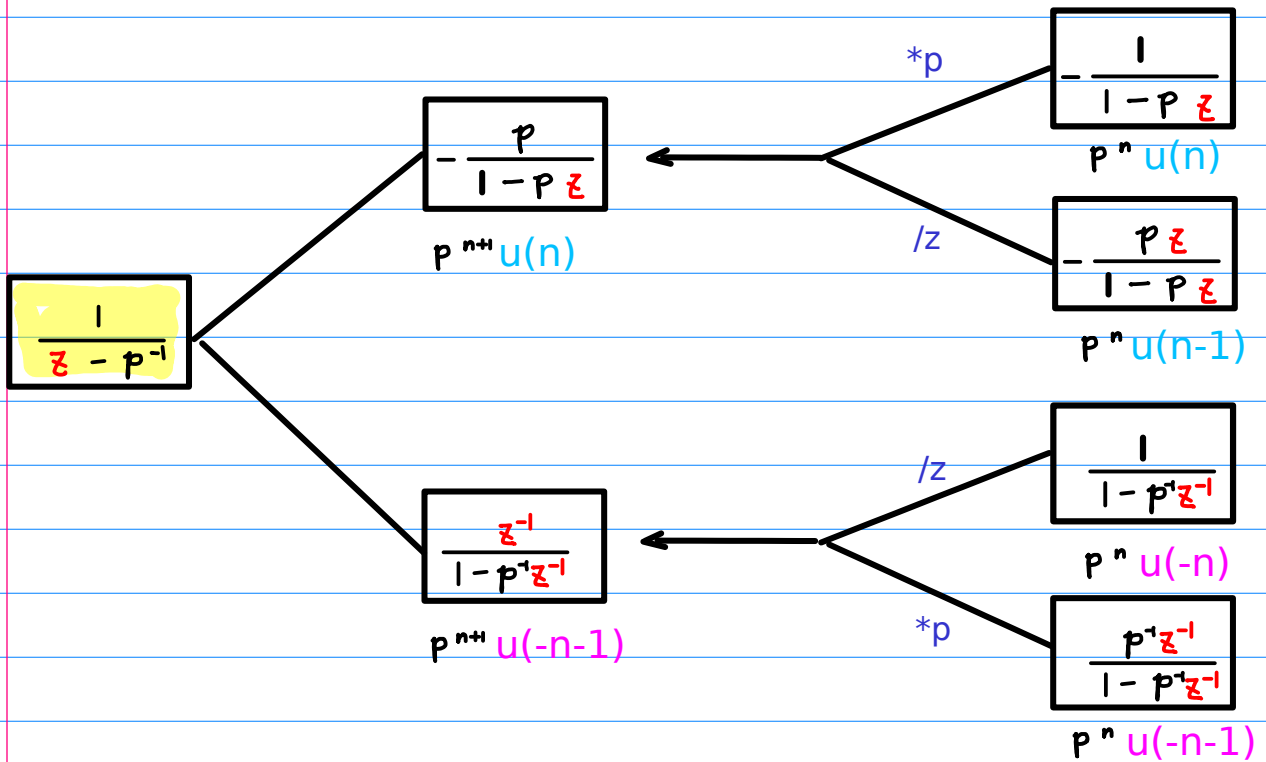 1
z - p⁻¹
p
- ―
1 - p z
p ⁿ⁺¹ u(n)
z⁻¹
1 - p⁻¹z⁻¹
p ⁿ⁺¹ u(-n-1)
*p
/z
1
- ―
1 - p z
p ⁿ u(n)
p z
- ―
1 - p z
p ⁿ u(n-1)
/z
*p
1
1 - p⁻¹z⁻¹
p ⁿ u(-n)
p⁻¹z⁻¹
1 - p⁻¹z⁻¹
p ⁿ u(-n-1)